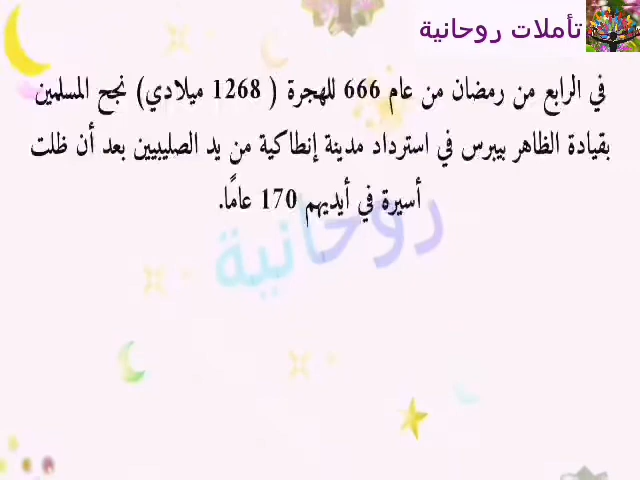 تأملات روحانية
في الرابع من رمضان من عام 666 للهجرة ( 1268 ميلادي) نجح المسلمين
بقيادة الظاهر بيبرس في استرداد مدينة إنطاكية من يد الصليبيين بعد أن ظلت
أسيرة في أيديهم 170 عامًا.
روحانية